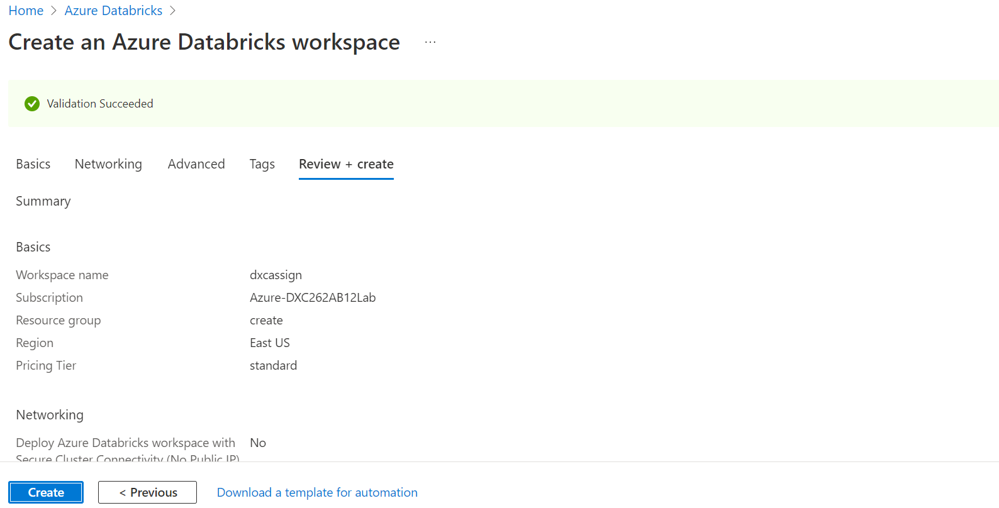 Home > Azure Databricks >
Create an Azure Databricks workspace ...
Validation Succeeded
Basics Networking Advanced Tags Review + create
Summary
Basics
Workspace name dxcassign
Subscription Azure-DXC262AB12Lab
Resource group create
Region East US
Pricing Tier standard
Networking
Deploy Azure Databricks workspace with No
Secure Cluster Connectivity (No Public IP)
Create < Previous Download a template for automation